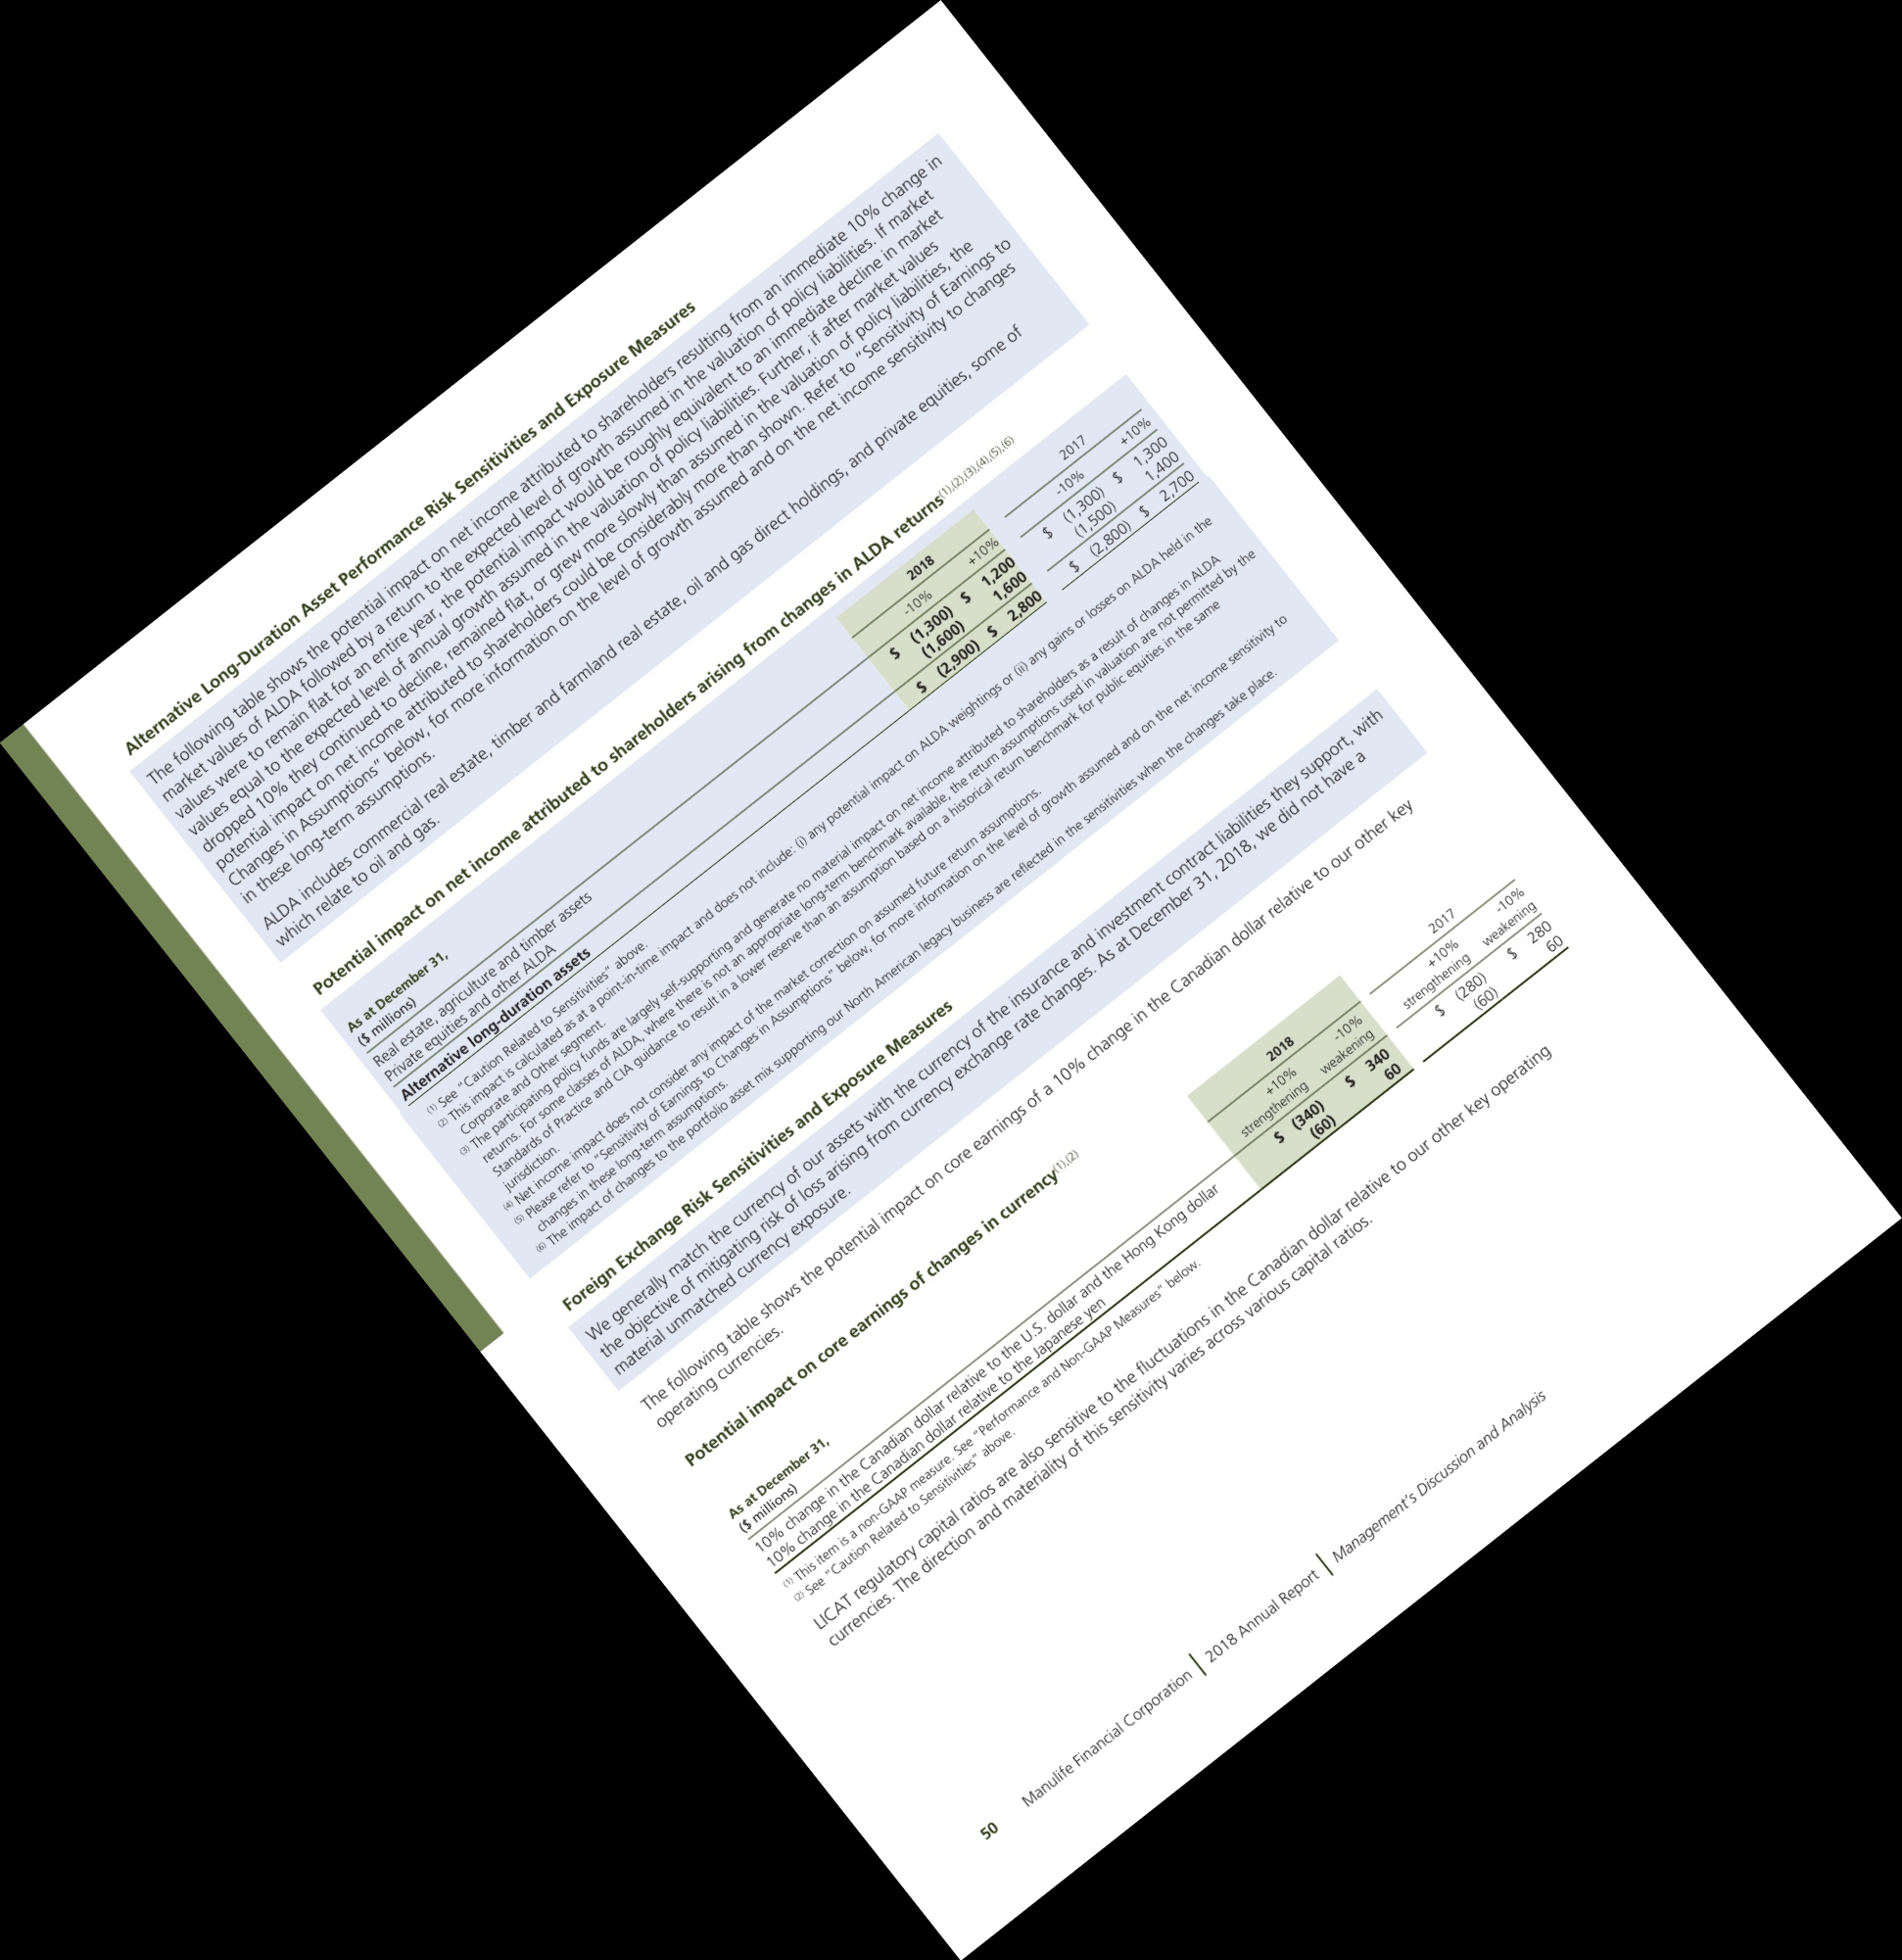 Alternative Long-Duration Asset Performance Risk Sensitivities and Exposure Measures
The following table shows the potential impact on net income attributed to shareholders resulting from an immediate 10% change in
market values of ALDA followed by a return to the expected level of growth assumed in the valuation of policy liabilities. If market
values were to remain flat for an entire year, the potential impact would be roughly equivalent to an immediate decline in market
values equal to the expected level of annual growth assumed in the valuation of policy liabilities. Further, if after market values
dropped 10% they continued to decline, remained flat, or grew more slowly than assumed in the valuation of policy liabilities, the
potential impact on net income attributed to shareholders could be considerably more than shown. Refer to “Sensitivity of Earnings to
Changes in Assumptions” below, for more information on the level of growth assumed and on the net income sensitivity to changes
in these long-term assumptions.
ALDA includes commercial real estate, timber and farmland real estate, oil and gas direct holdings, and private equities, some of
which relate to oil and gas.
Potential impact on net income attributed to shareholders arising from changes in ALDA returns(1),(2),(3),(4),(5),(6)
As at December 31, 2018 2017
($ millions) -10% +10% -10% +10%
Real estate, agriculture and timber assets $ (1,300) $ 1,200 $ (1,300) $ 1,300
Private equities and other ALDA (1,600) 1,600 (1,500) 1,400
Alternative long-duration assets $ (2,900) $ 2,800 $ (2,800) $ 2,700
(1) See “Caution Related to Sensitivities” above.
(2) This impact is calculated as at a point-in-time impact and does not include: (i) any potential impact on ALDA weightings or (ii) any gains or losses on ALDA held in the
Corporate and Other segment.
(3) The participating policy funds are largely self-supporting and generate no material impact on net income attributed to shareholders as a result of changes in ALDA
returns. For some classes of ALDA, where there is not an appropriate long-term benchmark available, the return assumptions used in valuation are not permitted by the
Standards of Practice and CIA guidance to result in a lower reserve than an assumption based on a historical return benchmark for public equities in the same
jurisdiction.
(4) Net income impact does not consider any impact of the market correction on assumed future return assumptions.
(5) Please refer to “Sensitivity of Earnings to Changes in Assumptions” below, for more information on the level of growth assumed and on the net income sensitivity to
changes in these long-term assumptions.
(6) The impact of changes to the portfolio asset mix supporting our North American legacy business are reflected in the sensitivities when the changes take place.
Foreign Exchange Risk Sensitivities and Exposure Measures
We generally match the currency of our assets with the currency of the insurance and investment contract liabilities they support, with
the objective of mitigating risk of loss arising from currency exchange rate changes. As at December 31, 2018, we did not have a
material unmatched currency exposure.
The following table shows the potential impact on core earnings of a 10% change in the Canadian dollar relative to our other key
operating currencies.
Potential impact on core earnings of changes in currency(1),(2)
2018 2017
As at December 31, +10% -10% +10% -10%
($ millions) strengthening weakening strengthening weakening
10% change in the Canadian dollar relative to the U.S. dollar and the Hong Kong dollar $ (340) $ 340 $ (280) $ 280
10% change in the Canadian dollar relative to the Japanese yen (60) 60 (60) 60
(1) This item is a non-GAAP measure. See “Performance and Non-GAAP Measures” below.
(2) See “Caution Related to Sensitivities” above.
LICAT regulatory capital ratios are also sensitive to the fluctuations in the Canadian dollar relative to our other key operating
currencies. The direction and materiality of this sensitivity varies across various capital ratios.
50 Manulife Financial Corporation | 2018 Annual Report | Management’s Discussion and Analysis